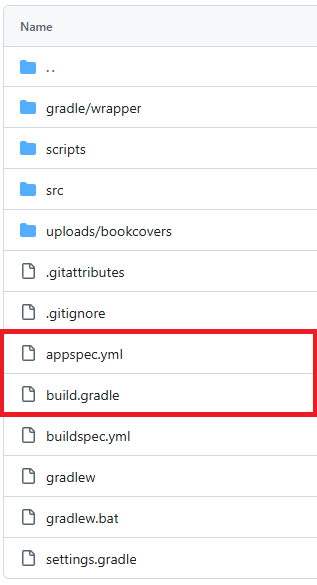 Name
..
gradle/wrapper
scripts
src
uploads/bookcovers
.gitattributes
.gitignore
appspec.yml
build.gradle
buildspec.yml
gradlew
gradlew.bat
settings.gradle